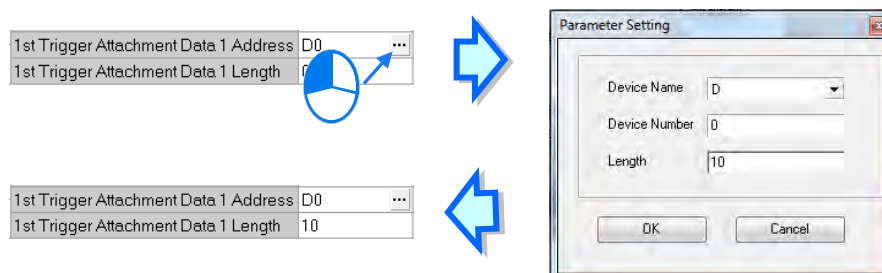 1st Trigger Attachment Data 1 Address D0 ...
1st Trigger Attachment Data 1 Length
Parameter Setting
Device Name D
Device Number 0
Length 10
OK Cancel
1st Trigger Attachment Data 1 Address D0 ...
1st Trigger Attachment Data 1 Length 10